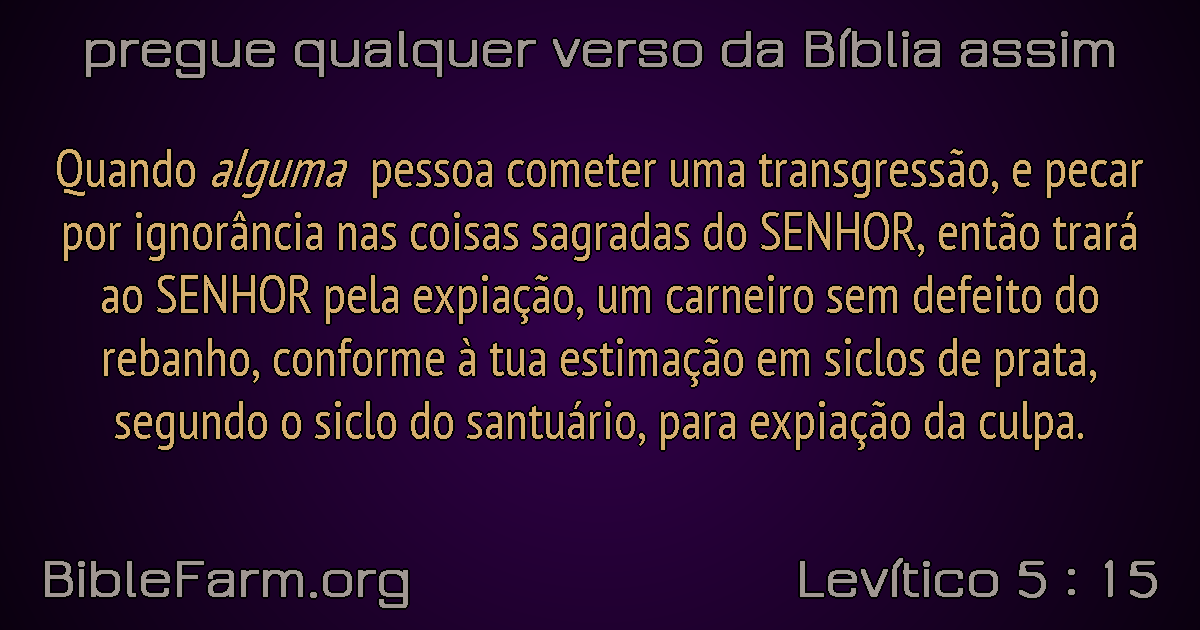 pregue qualquer verso da Bíblia assim
Quando alguma pessoa cometer uma transgressão, e pecar
por ignorância nas coisas sagradas do SENHOR, então trará
ao SENHOR pela expiação, um carneiro sem defeito do
rebanho, conforme à tua estimação em siclos de prata,
segundo o siclo do santuário, para expiação da culpa.
BibleFarm.org
Levítico 5 : 15